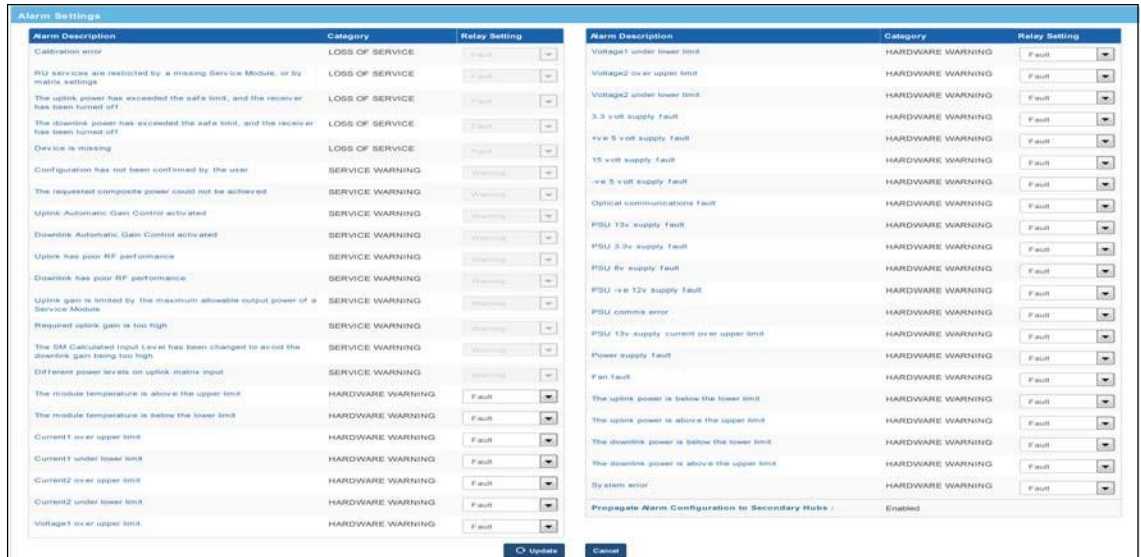 Alarm Settings
Alarm Description Category Relay Setting
Calibration error LOSS OF SERVICE Fault
RU services are restricted by a missing Service Module, or by LOSS OF SERVICE Fault
matrix settings
The uplink power has exceeded the safe limit, and the receiver LOSS OF SERVICE Fault
has been turned off
The downlink power has exceeded the safe limit, and the receiver LOSS OF SERVICE Fault
has been turned off
Device is missing LOSS OF SERVICE Fault
Configuration has not been confirmed by the user SERVICE WARNING Warning
The requested composite power could not be achieved SERVICE WARNING Warning
Uplink Automatic Gain Control activated SERVICE WARNING Warning
Downlink Automatic Gain Control activated SERVICE WARNING Warning
Uplink has poor RF performance SERVICE WARNING Warning
Downlink has poor RF performance SERVICE WARNING Warning
Uplink gain is limited by the maximum allowable output power of a SERVICE WARNING Warning
Service Module
Required uplink gain is too high SERVICE WARNING Warning
The SM Calculated Input Level has been changed to avoid the SERVICE WARNING Warning
downlink gain being too high
Different power levels on uplink matrix input SERVICE WARNING Warning
The module temperature is above the upper limit HARDWARE WARNING Fault
The module temperature is below the lower limit HARDWARE WARNING Fault
Current1 over upper limit HARDWARE WARNING Fault
Current1 under lower limit HARDWARE WARNING Fault
Current2 over upper limit HARDWARE WARNING Fault
Current2 under lower limit HARDWARE WARNING Fault
Voltage1 over upper limit HARDWARE WARNING Fault
Alarm Description Category Relay Setting
Voltage1 under lower limit HARDWARE WARNING Fault
Voltage2 over upper limit HARDWARE WARNING Fault
Voltage2 under lower limit HARDWARE WARNING Fault
3.3 volt supply fault HARDWARE WARNING Fault
+ve 5 volt supply fault HARDWARE WARNING Fault
15 volt supply fault HARDWARE WARNING Fault
-ve 5 volt supply fault HARDWARE WARNING Fault
Optical communications fault HARDWARE WARNING Fault
PSU 13v supply fault HARDWARE WARNING Fault
PSU 3.3v supply fault HARDWARE WARNING Fault
PSU 6v supply fault HARDWARE WARNING Fault
PSU -ve 12v supply fault HARDWARE WARNING Fault
PSU comms error HARDWARE WARNING Fault
PSU 13v supply current over upper limit HARDWARE WARNING Fault
Power supply fault HARDWARE WARNING Fault
Fan fault HARDWARE WARNING Fault
The uplink power is below the lower limit HARDWARE WARNING Fault
The uplink power is above the upper limit HARDWARE WARNING Fault
The downlink power is below the lower limit HARDWARE WARNING Fault
The downlink power is above the upper limit HARDWARE WARNING Fault
System error HARDWARE WARNING Fault
Propagate Alarm Configuration to Secondary Hubs : Enabled
Update Cancel